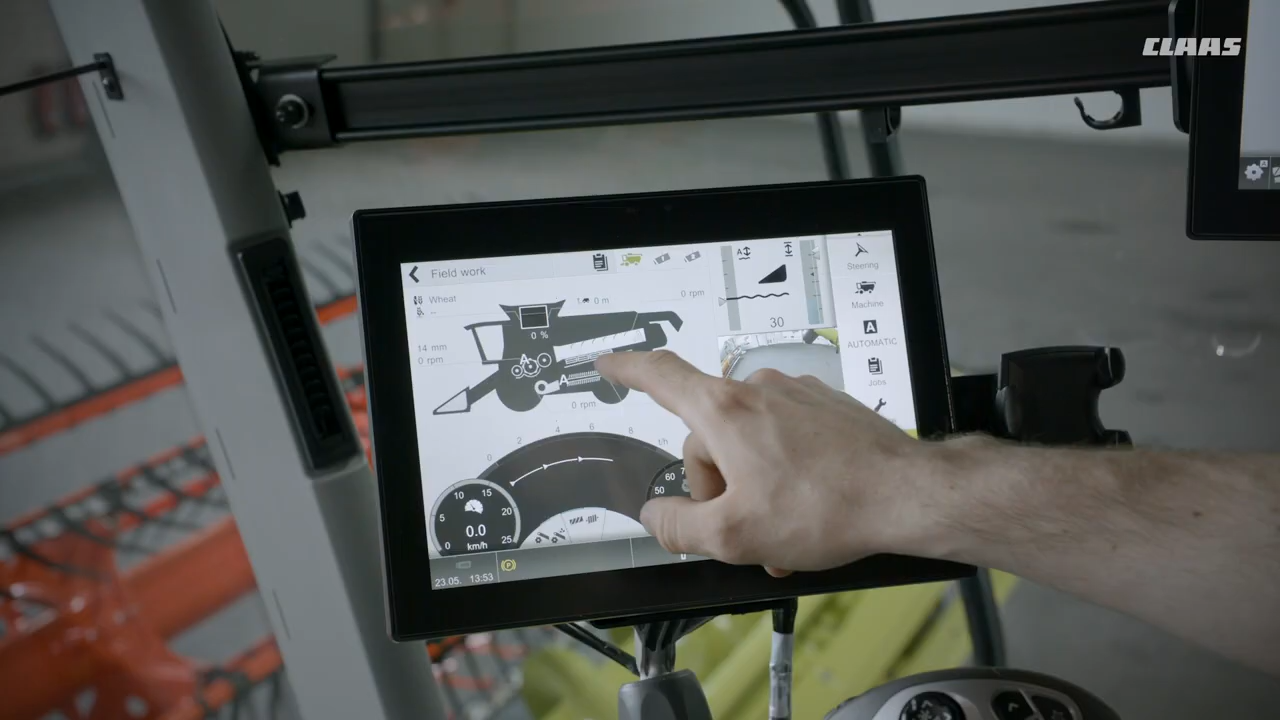 CLAAS
Field work
Wheat
--
0 m
0 rpm
14 mm
0 rpm
0 %
A
A
0 rpm
A
30
Steering
Machine
A
AUTOMATIC
Jobs
0 2 4 6 8 t/h
0 5 10 15 20 25
0.0
km/h
50 60
P
23.05. 13:53